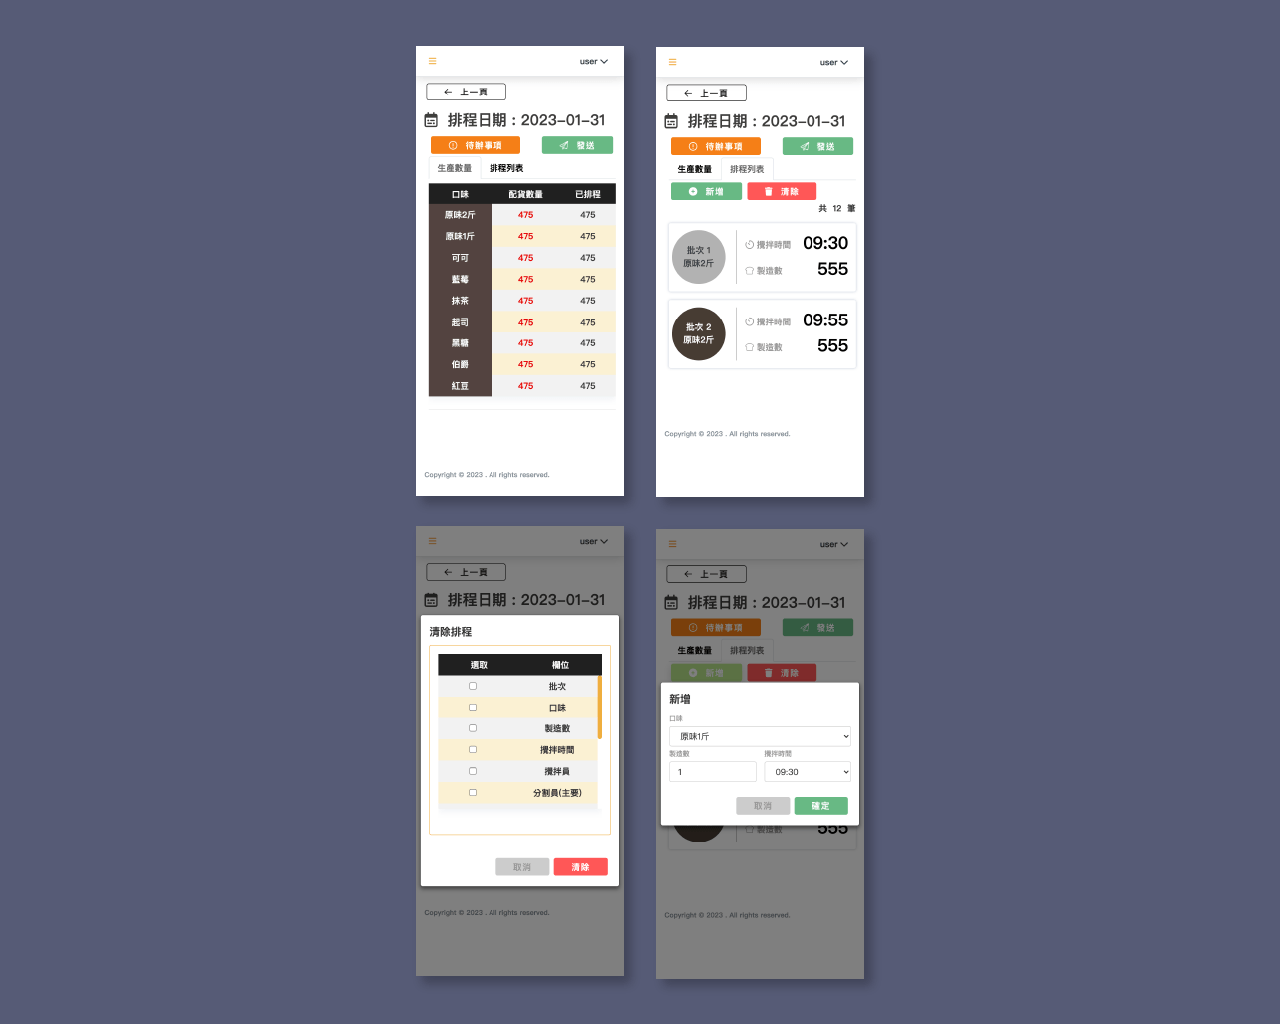 user
上一頁
排程日期：2023-01-31
待辦事項 發送
生產數量 排程列表
口味 配貨數量 已排程
原味2斤 475 475
原味1斤 475 475
可可 475 475
藍莓 475 475
抹茶 475 475
起司 475 475
黑糖 475 475
伯爵 475 475
紅豆 475 475
Copyright © 2023 . All rights reserved.
user
上一頁
排程日期：2023-01-31
待辦事項 發送
生產數量 排程列表
新增 清除
共 12 筆
批次 1
原味2斤
攪拌時間 09:30
製造數 555
批次 2
原味2斤
攪拌時間 09:55
製造數 555
Copyright © 2023 . All rights reserved.
user
上一頁
排程日期：2023-01-31
清除排程
選取 欄位
批次
口味
製造數
攪拌時間
攪拌員
分割員(主要)
取消 清除
Copyright © 2023 . All rights reserved.
user
上一頁
排程日期：2023-01-31
待辦事項 發送
生產數量 排程列表
新增 清除
新增
口味
原味1斤
製造數 攪拌時間
1 09:30
取消 確定
製造數 555
Copyright © 2023 . All rights reserved.